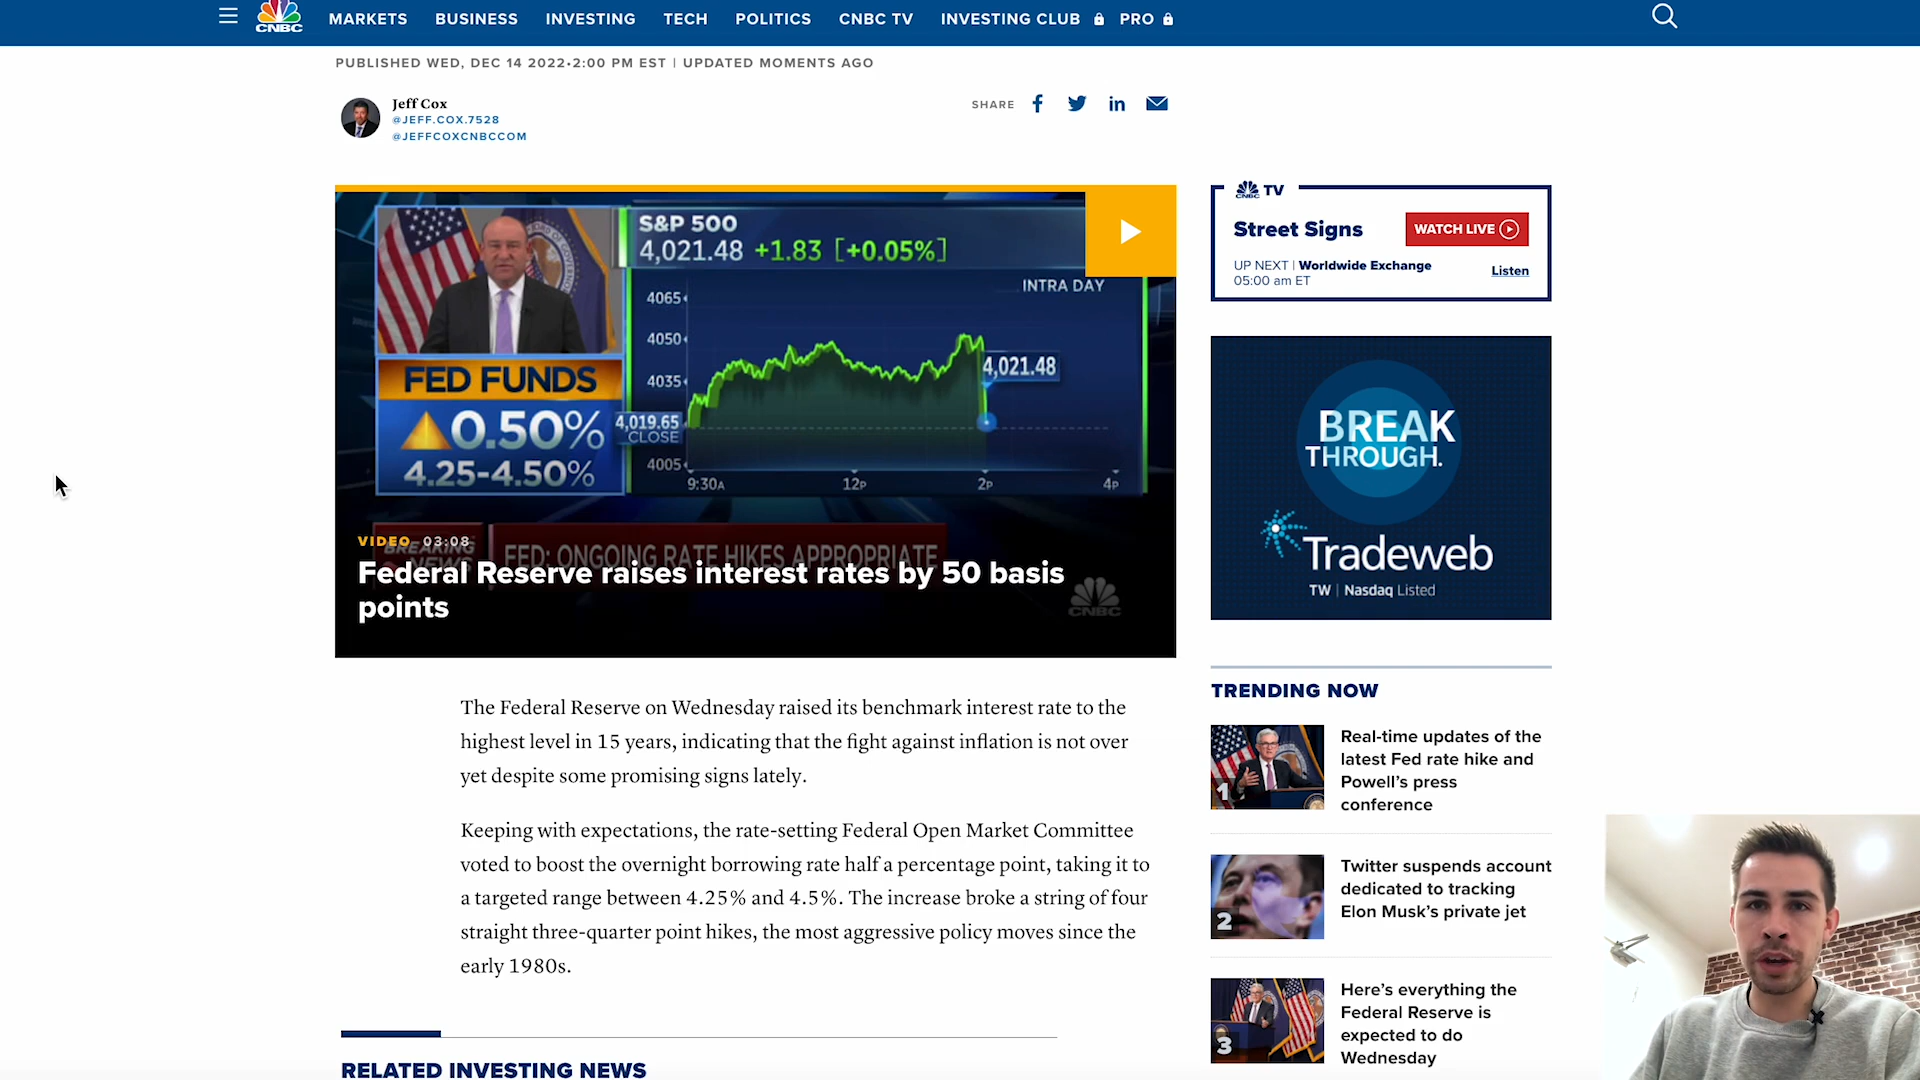 CNBC
MARKETS BUSINESS INVESTING TECH POLITICS CNBC TV INVESTING CLUB PRO
PUBLISHED WED, DEC 14 2022•2:00 PM EST | UPDATED MOMENTS AGO
Jeff Cox
@JEFF.COX.7528
@JEFFCOXCNBCCOM
SHARE
S&P 500
4,021.48 +1.83 [+0.05%]
INTRA DAY
4065
4050
4035
4005
4,021.48
4,019.65
CLOSE
9:30A 12P 2P 4P
FED FUNDS
▲0.50%
4.25-4.50%
BREAKING
NEWS
FED: ONGOING RATE HIKES APPROPRIATE
CNBC
VIDEO 03:08
Federal Reserve raises interest rates by 50 basis
points
The Federal Reserve on Wednesday raised its benchmark interest rate to the
highest level in 15 years, indicating that the fight against inflation is not over
yet despite some promising signs lately.
Keeping with expectations, the rate-setting Federal Open Market Committee
voted to boost the overnight borrowing rate half a percentage point, taking it to
a targeted range between 4.25% and 4.5%. The increase broke a string of four
straight three-quarter point hikes, the most aggressive policy moves since the
early 1980s.
RELATED INVESTING NEWS
CNBC TV
Street Signs
WATCH LIVE
UP NEXT | Worldwide Exchange
05:00 am ET
Listen
BREAK
THROUGH.
Tradeweb
TW | Nasdaq Listed
TRENDING NOW
1
Real-time updates of the
latest Fed rate hike and
Powell's press
conference
2
Twitter suspends account
dedicated to tracking
Elon Musk's private jet
3
Here's everything the
Federal Reserve is
expected to do
Wednesday